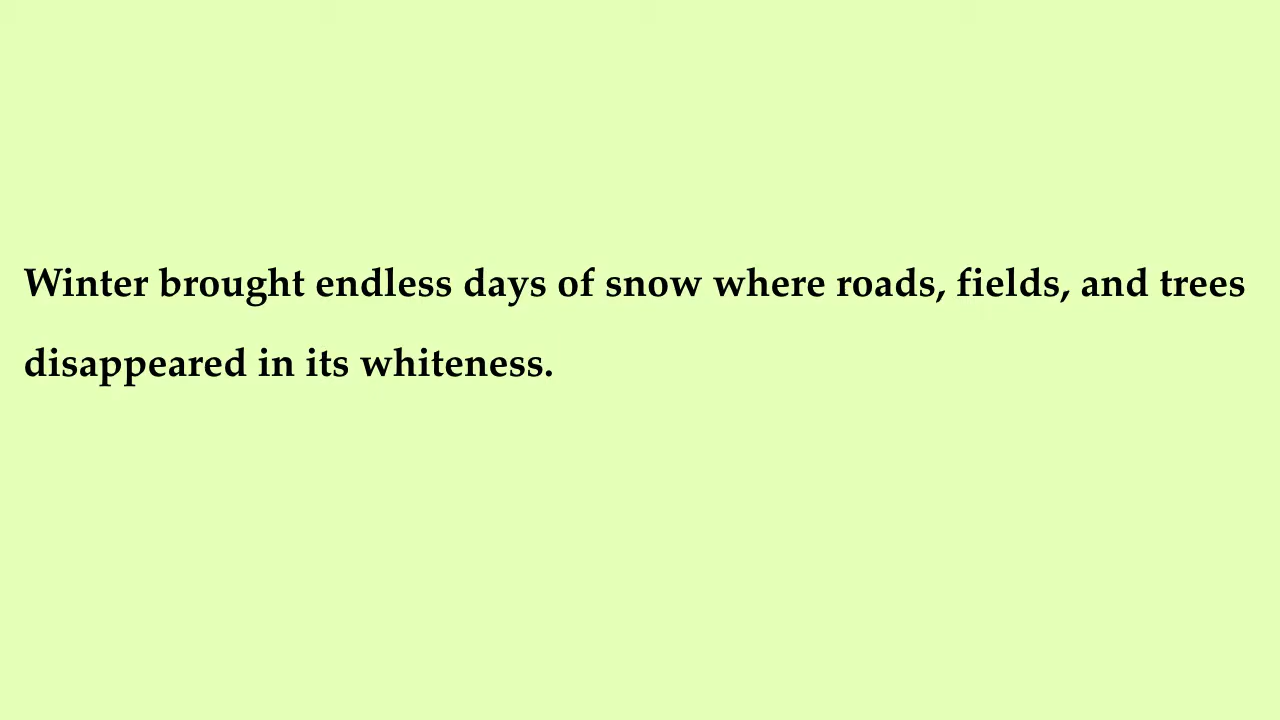 Winter brought endless days of snow where roads, fields, and trees
disappeared in its whiteness.